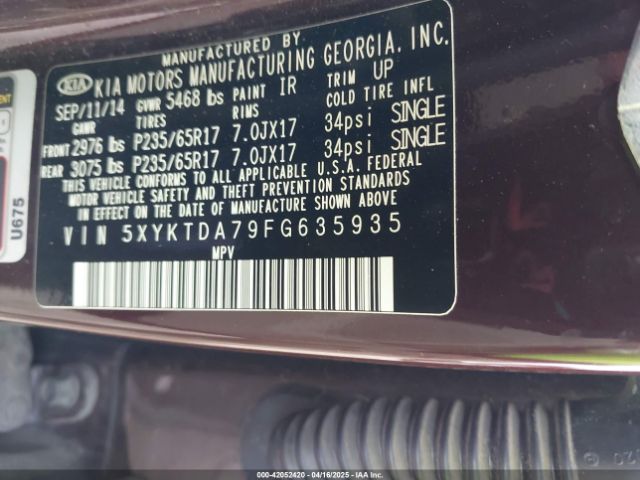 MANUFACTURED BY
KIA KIA MOTORS MANUFACTURING GEORGIA, INC.
SEP/11/14 GVWR 5468 lbs PAINT IR TRIM UP
GAWR TIRES RIMS COLD TIRE INFL
FRONT 2976 lbs P235/65R17 7.0JX17 34psi SINGLE
REAR 3075 lbs P235/65R17 7.0JX17 34psi SINGLE
THIS VEHICLE CONFORMS TO ALL APPLICABLE U.S.A. FEDERAL
MOTOR VEHICLE SAFETY AND THEFT PREVENTION STANDARDS
IN EFFECT ON THE DATE OF MANUFACTURE SHOWN ABOVE
VIN 5XYKTDA79FG635935
MPV
U675
000-42052420 - 04/16/2025 - IAAI.COM